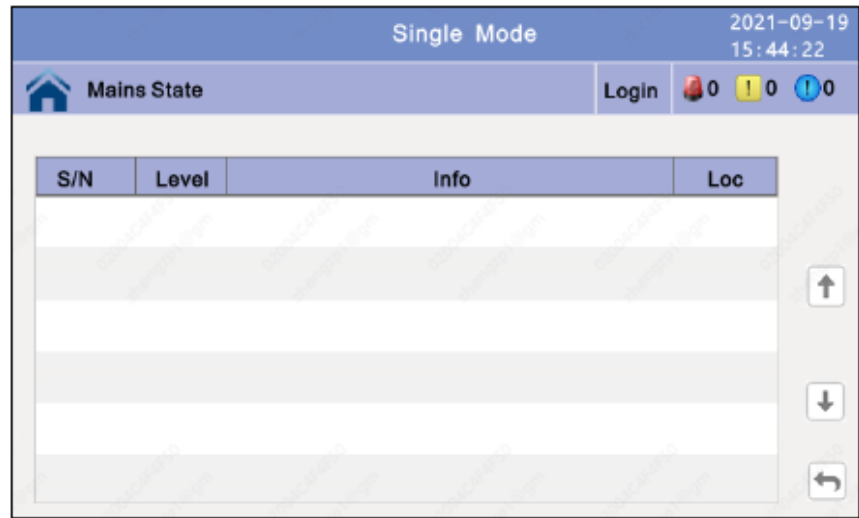 Single Mode
2021-09-19
15:44:22
Mains State
Login
0
! 0
! 0
S/N Level Info Loc